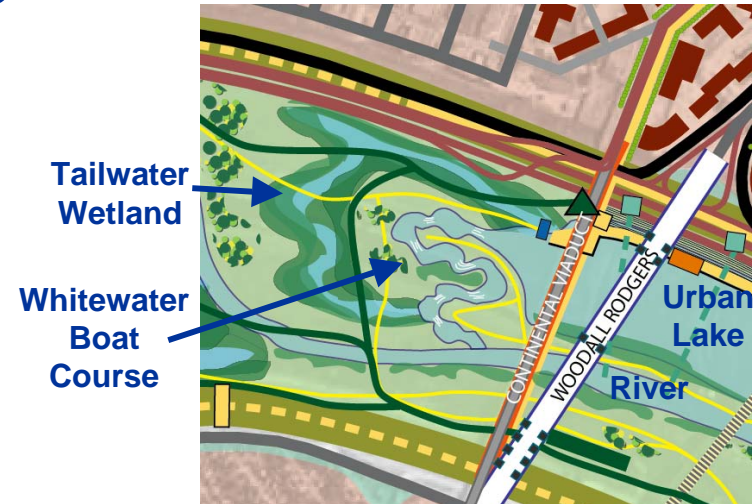 Tailwater
Wetland
Whitewater
Boat
Course
CONTINENTAL VIADUCT
WOODALL RODGERS
Urban
Lake
River